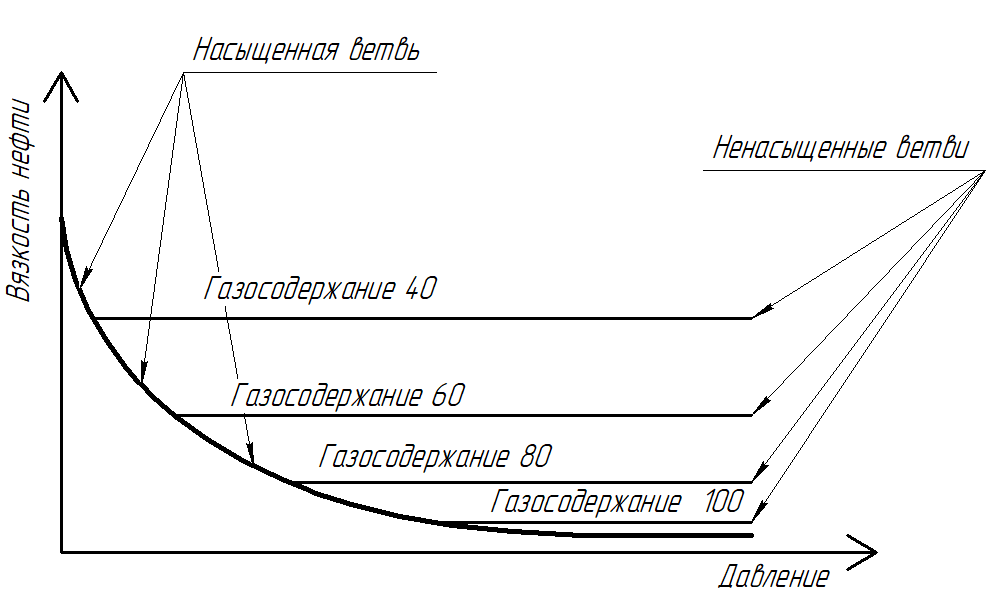 Насыщенная ветвь
Ненасыщенные ветви
Вязкость нефти
Газосодержание 40
Газосодержание 60
Газосодержание 80
Газосодержание 100
Давление